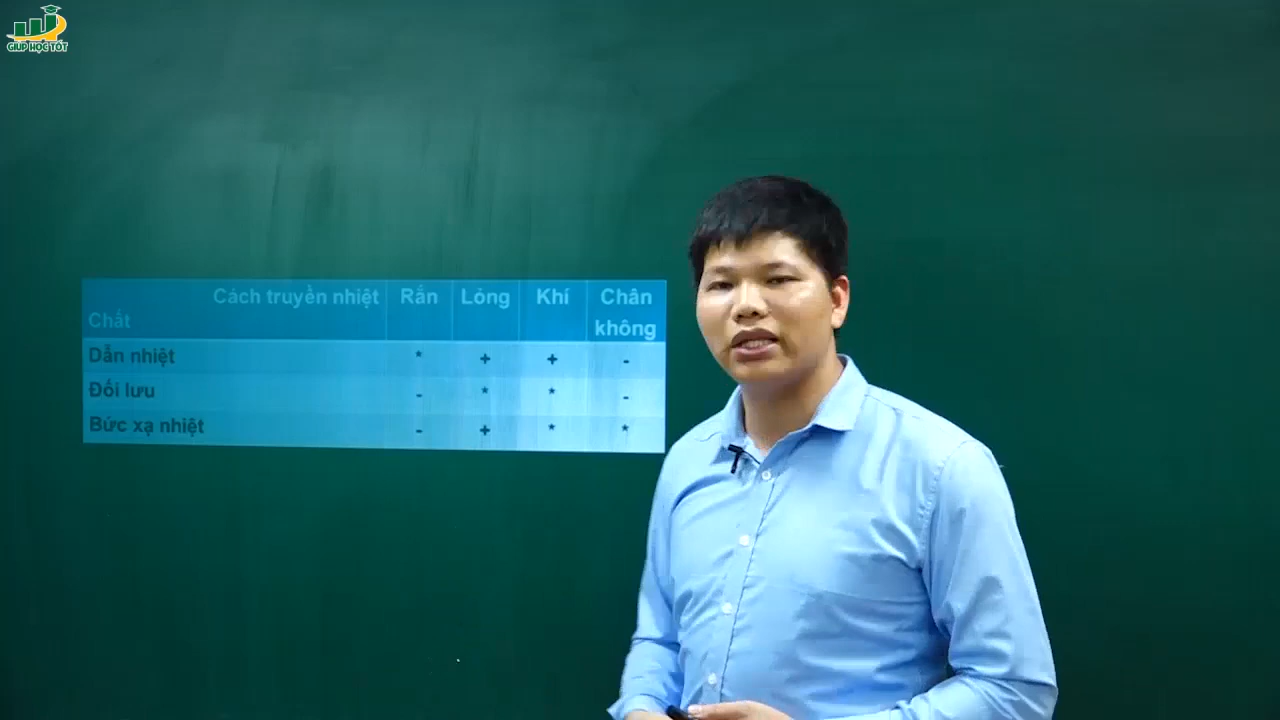 GIÚP HỌC TỐT
Cách truyền nhiệt Rắn Lỏng Khí Chân không
Chất
Dẫn nhiệt * + + -
Đối lưu - * * -
Bức xạ nhiệt - + * *